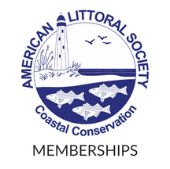 AMERICAN LITTORAL SOCIETY
Coastal Conservation
MEMBERSHIPS